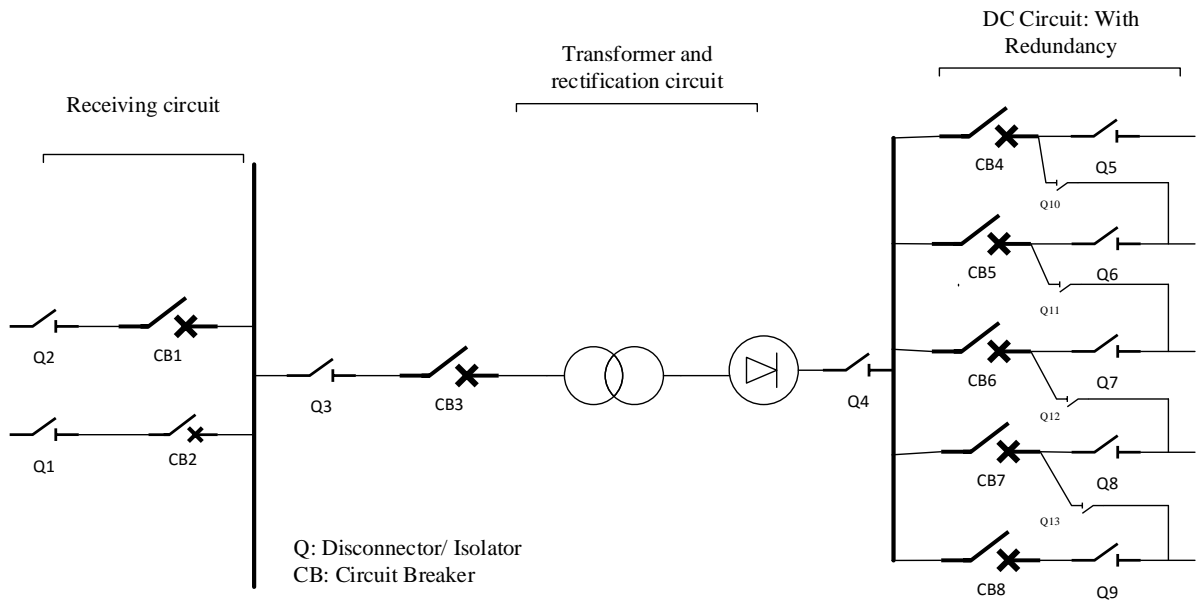 DC Circuit: With
Redundancy
Transformer and
rectification circuit
Receiving circuit
CB4
Q5
Q10
CB5
Q6
Q11
Q2
CB1
CB6
Q7
Q3
CB3
Q4
Q12
Q1
CB2
CB7
Q8
Q13
Q: Disconnector/ Isolator
CB: Circuit Breaker
CB8
Q9